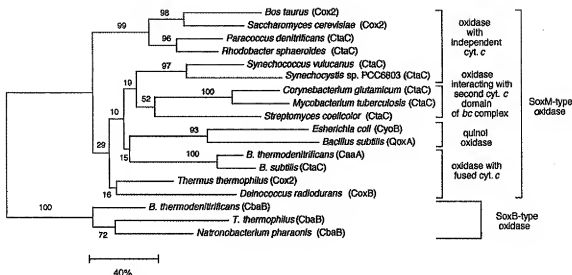 99
98
Bos taurus (Cox2)
Saccharomyces cerevisiae (Cox2)
96
Paracoccus denitrificans (CtaC)
Rhodobacter sphaeroides (CtaC)
oxidase
with
independent
cyt. c
10
97
Synechococcus vulcanus (CtaC)
Synechocystis sp. PCC6803 (CtaC)
52
100
Corynebacterium glutamicum (CtaC)
Mycobacterium tuberculosis (CtaC)
Streptomyces coelicolor (CtaC)
oxidase
interacting with
second cyt. c
domain
of bc complex
SoxM-type
oxidase
10
93
Escherichia coli (CyoB)
Bacillus subtilis (QoxA)
quinol
oxidase
15
100
B. thermodenitrificans (CaaA)
B. subtilis (CtaC)
29
Thermus thermophilus (Cox2)
16
Deinococcus radiodurans (CoxB)
oxidase with
fused cyt. c
100
B. thermodenitrificans (CbaB)
72
T. thermophilus (CbaB)
Natronobacterium pharaonis (CbaB)
SoxB-type
oxidase
40%